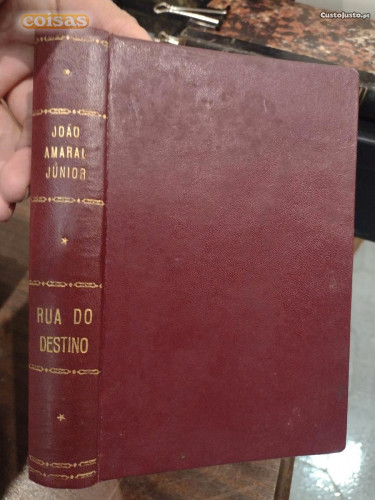 coisas
CustoJusto.pt
JOÃO
AMARAL
JÚNIOR
RUA DO
DESTINO